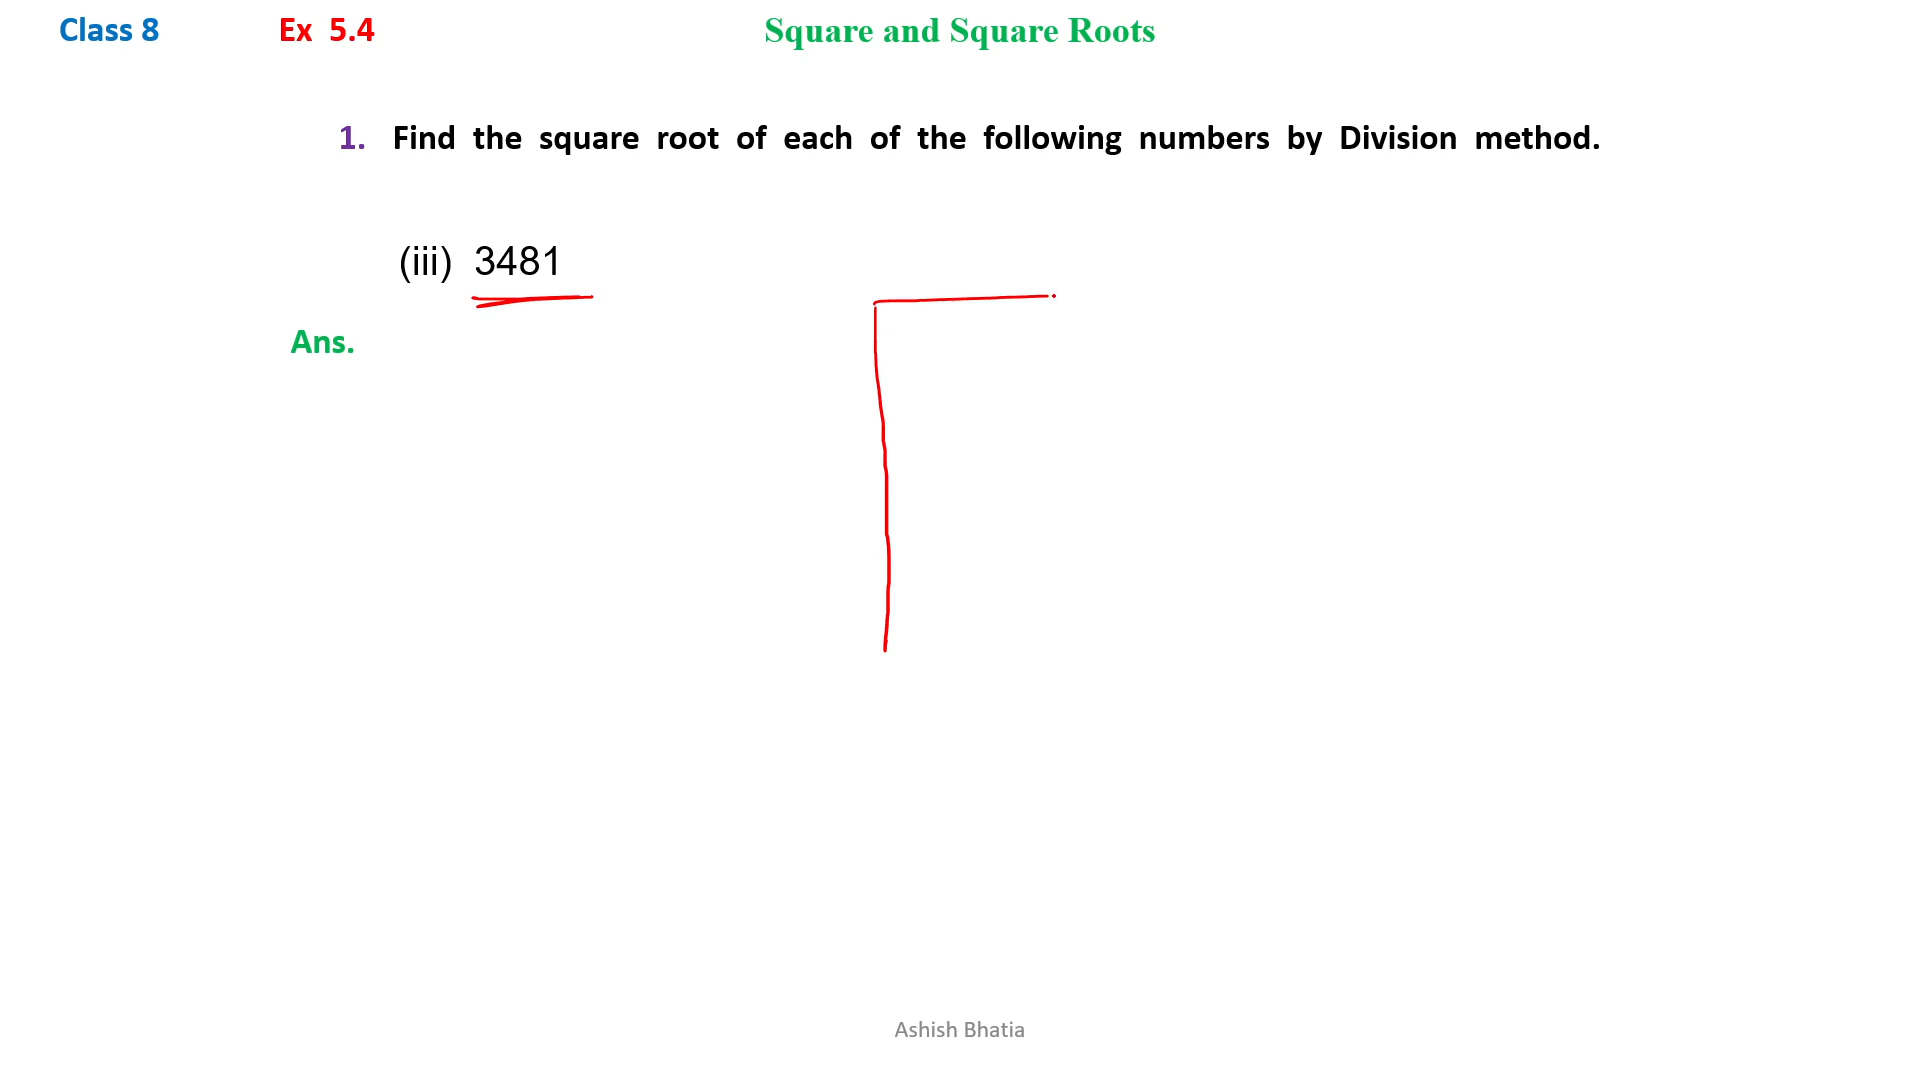 Class 8 Ex 5.4 Square and Square Roots
1. Find the square root of each of the following numbers by Division method.
(iii) 3481
Ans.
Ashish Bhatia